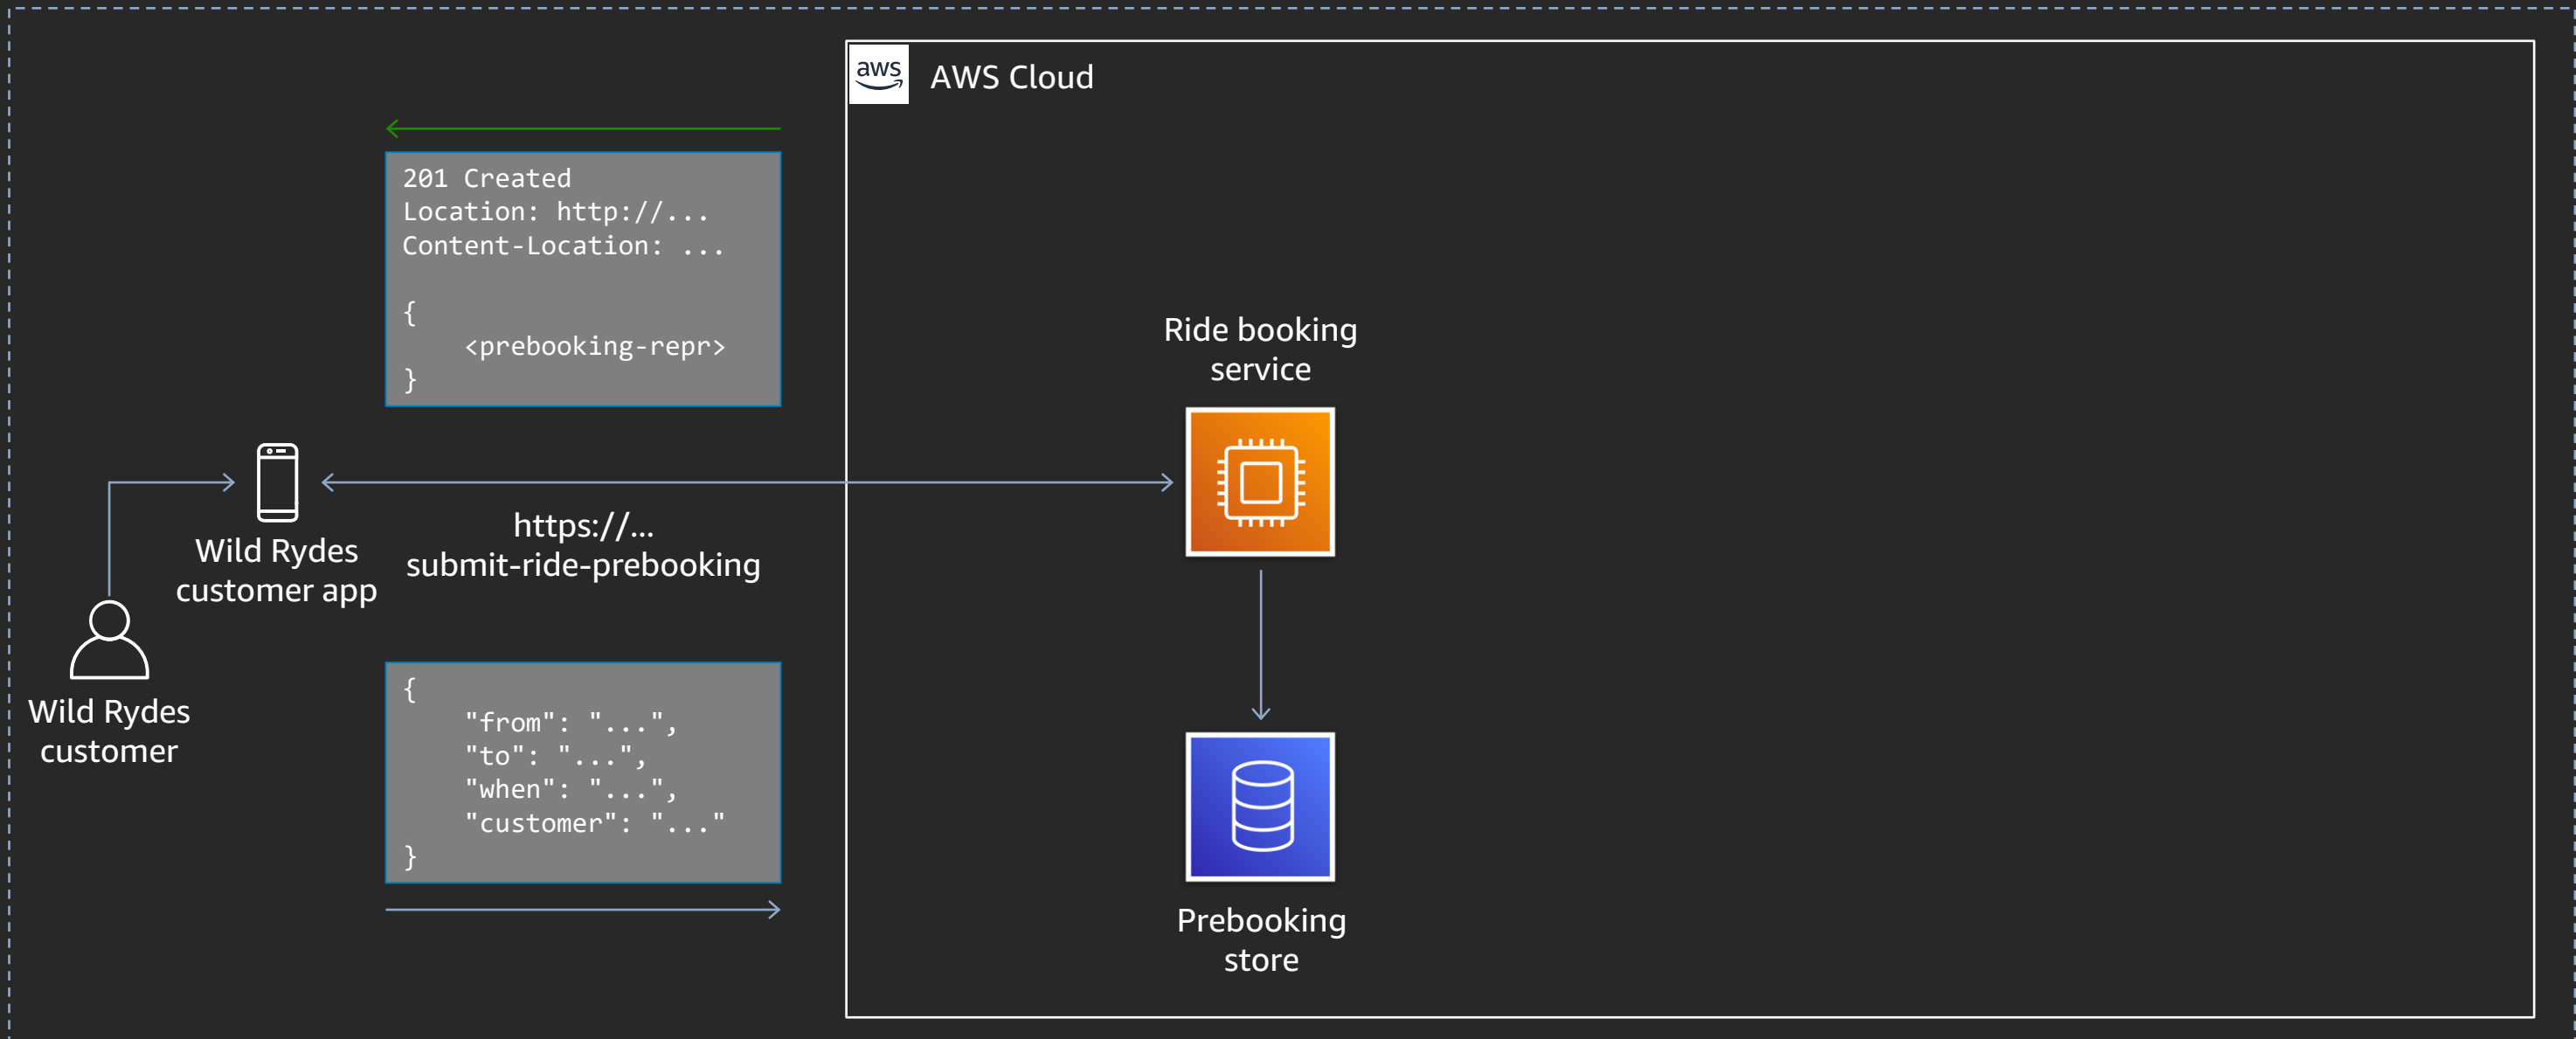 aws
AWS Cloud
201 Created
Location: http://...
Content-Location: ...
{
<prebooking-repr>
}
Ride booking
service
https://...
submit-ride-prebooking
Wild Rydes
customer app
Wild Rydes
customer
{
"from": "...",
"to": "...",
"when": "...",
"customer": "..."
}
Prebooking
store